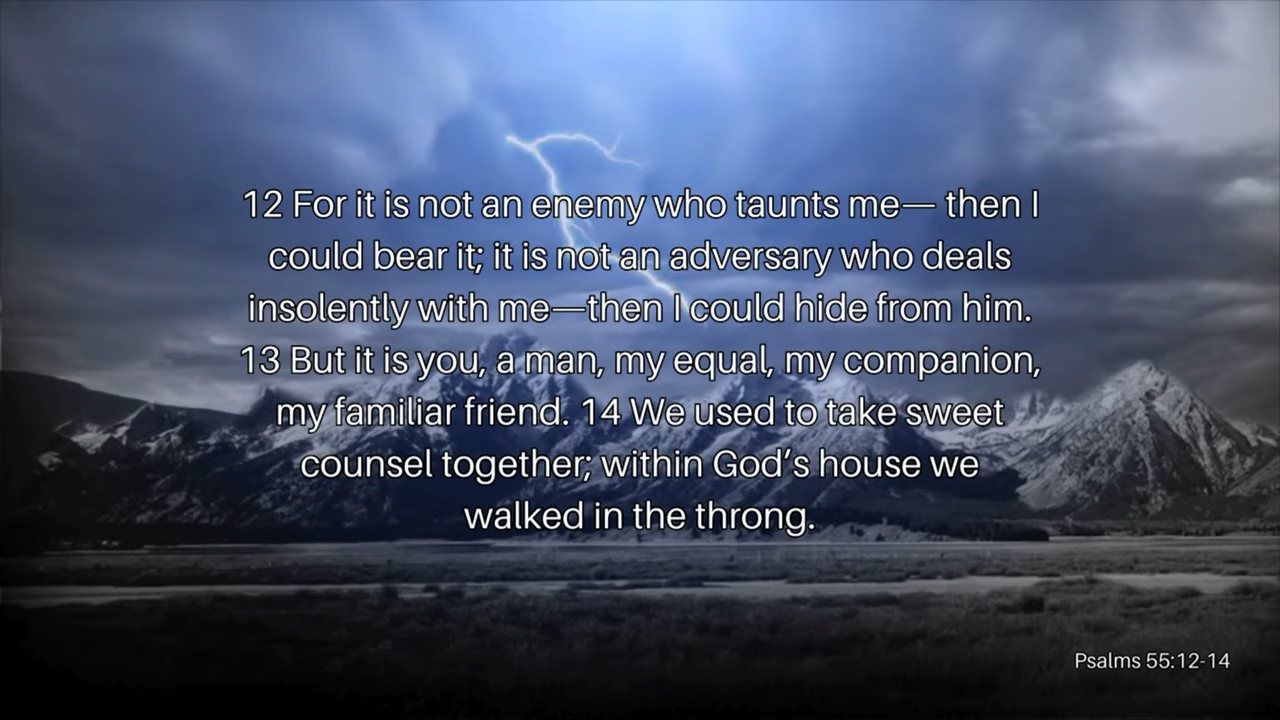 12 For it is not an enemy who taunts me— then I
could bear it; it is not an adversary who deals
insolently with me—then I could hide from him.
13 But it is you, a man, my equal, my companion,
my familiar friend. 14 We used to take sweet
counsel together; within God’s house we
walked in the throng.
Psalms 55:12-14